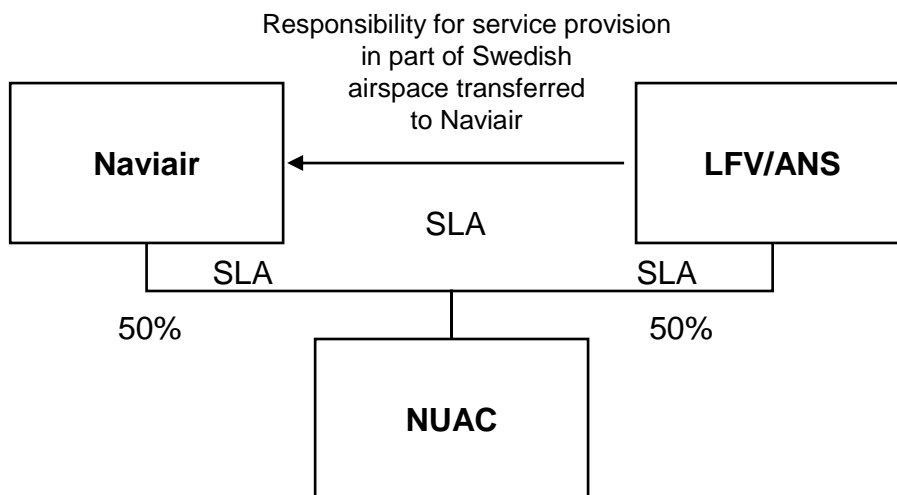 Responsibility for service provision
in part of Swedish
airspace transferred
to Naviair
Naviair
LFV/ANS
SLA
SLA
SLA
50%
50%
NUAC